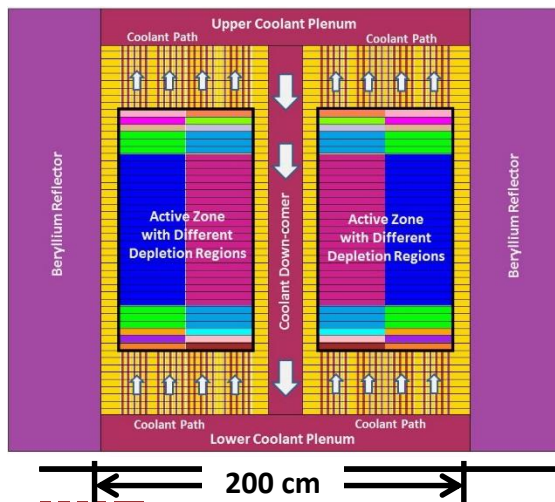 Upper Coolant Plenum
Coolant Path
Coolant Path
Beryllium Reflector
Active Zone
with Different
Depletion Regions
Coolant Down-comer
Active Zone
with Different
Depletion Regions
Beryllium Reflector
Coolant Path
Coolant Path
Lower Coolant Plenum
200 cm